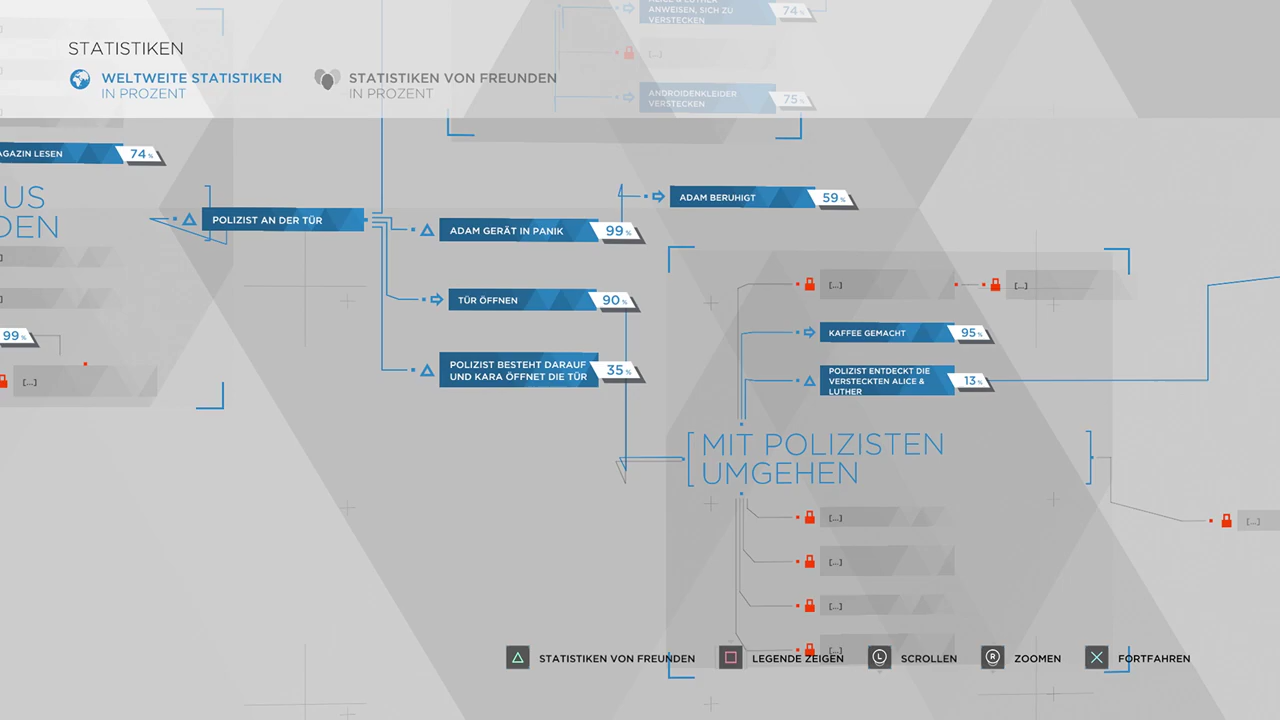 ALICE & LUTHER
ANWEISEN, SICH ZU
VERSTECKEN
74%
STATISTIKEN
[...]
WELTWEITE STATISTIKEN
IN PROZENT
STATISTIKEN VON FREUNDEN
IN PROZENT
ANDROIDENKLEIDER
VERSTECKEN
75%
AGAZIN LESEN
74%
US
DEN
POLIZIST AN DER TÜR
ADAM GERÄT IN PANIK
99%
ADAM BERUHIGT
59%
[...]
[...]
TÜR ÖFFNEN
90%
KAFFEE GEMACHT
95%
99%
POLIZIST BESTEHT DARAUF
UND KARA ÖFFNET DIE TÜR
35%
POLIZIST ENTDECKT DIE
VERSTECKTEN ALICE &
LUTHER
13%
[...]
MIT POLIZISTEN
UMGEHEN
[...]
[...]
[...]
[...]
[...]
STATISTIKEN VON FREUNDEN
LEGENDE ZEIGEN
L
SCROLLEN
R
ZOOMEN
FORTFAHREN